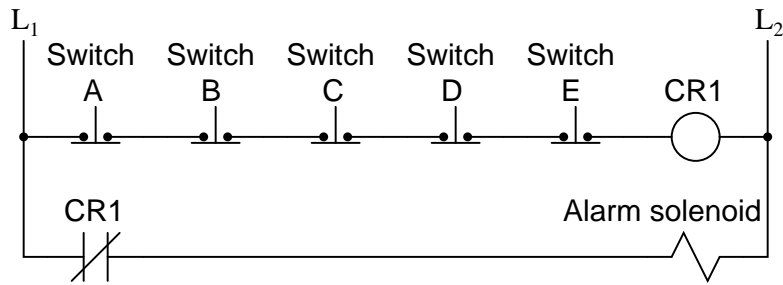 L₁ L₂
Switch Switch Switch Switch Switch
A B C D E CR1
CR1 Alarm solenoid